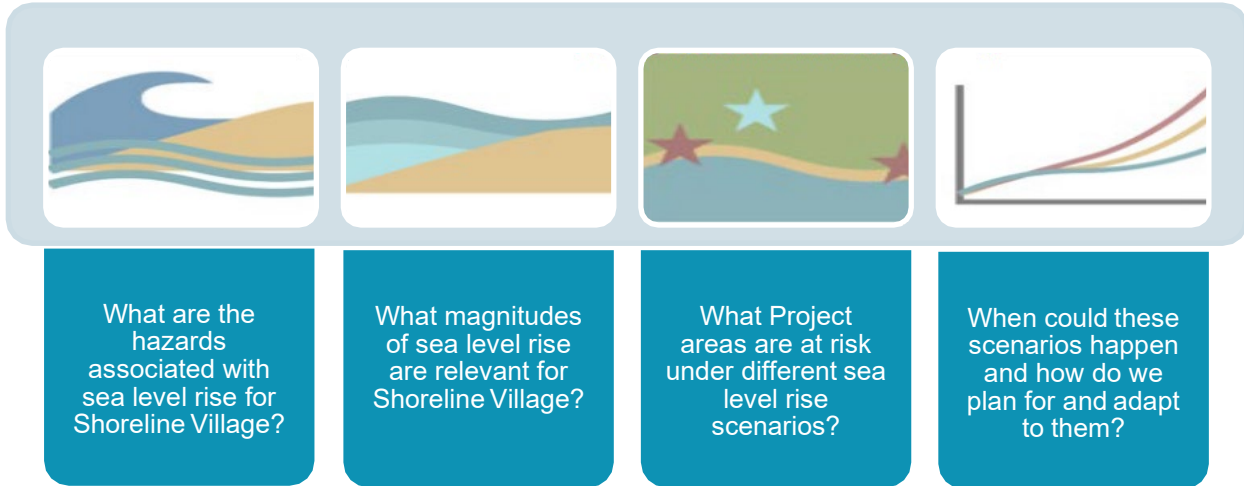 What are the
hazards
associated with
sea level rise for
Shoreline Village?
What magnitudes
of sea level rise
are relevant for
Shoreline Village?
What Project
areas are at risk
under different sea
level rise
scenarios?
When could these
scenarios happen
and how do we
plan for and adapt
to them?